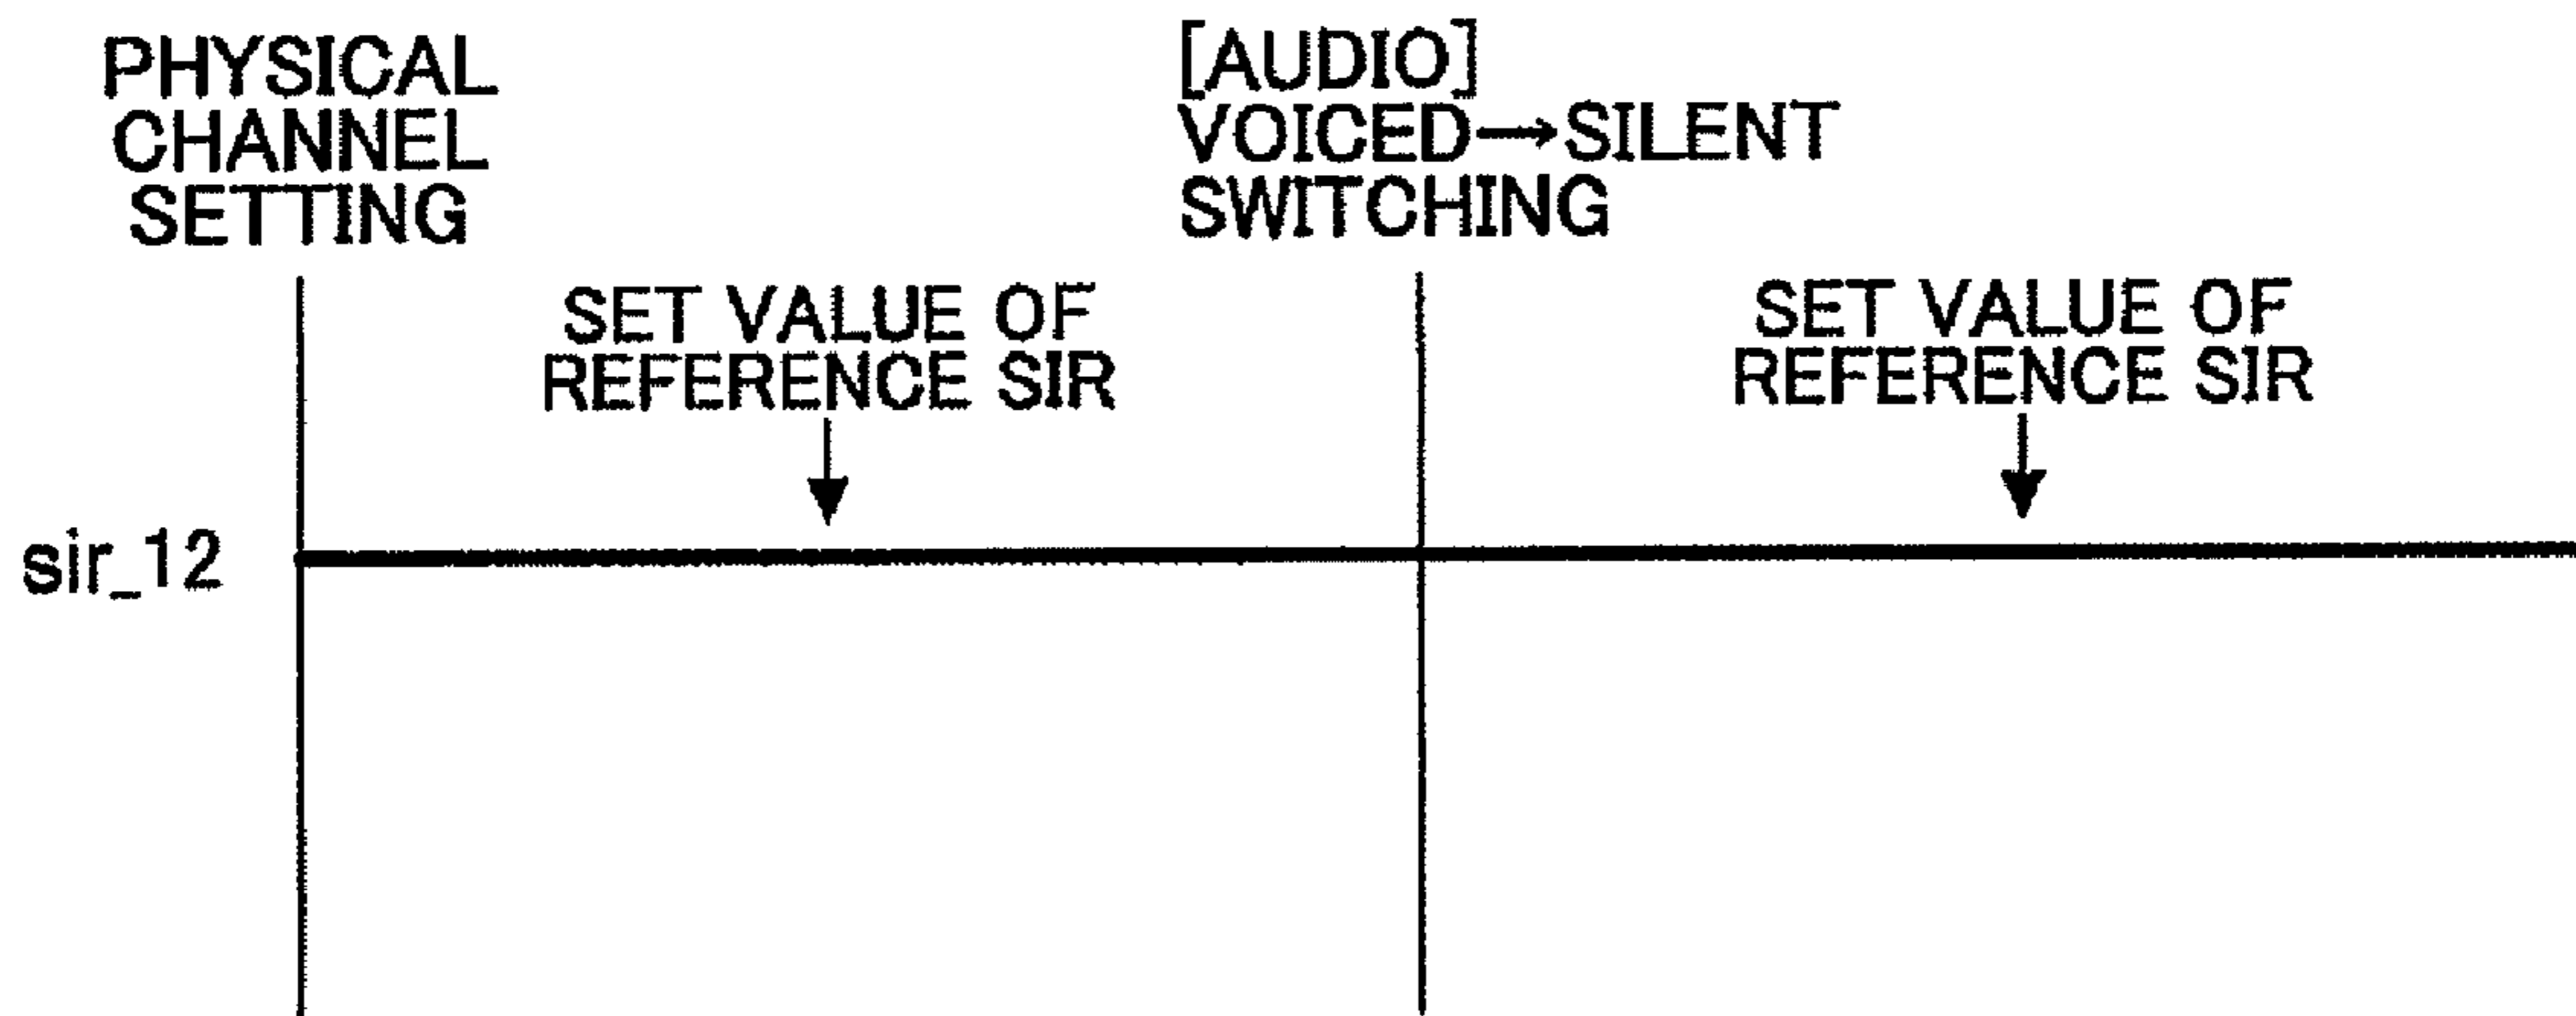 PHYSICAL
CHANNEL
SETTING
[AUDIO]
VOICED→SILENT
SWITCHING
SET VALUE OF
REFERENCE SIR
SET VALUE OF
REFERENCE SIR
sir_12